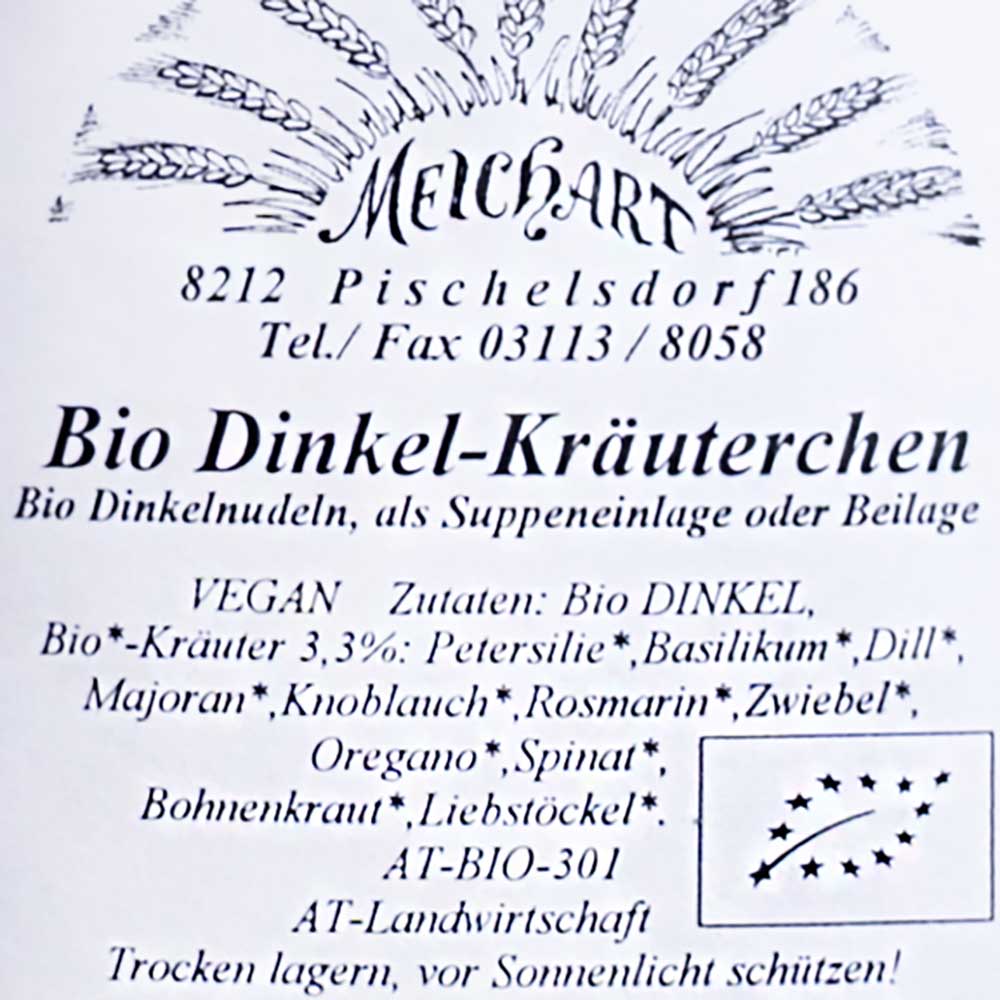 MEICHART
8212 Pischelsdorf 186
Tel./ Fax 03113 / 8058
Bio Dinkel-Kräuterchen
Bio Dinkelnudeln, als Suppeneinlage oder Beilage
VEGAN Zutaten: Bio DINKEL,
Bio*-Kräuter 3,3%: Petersilie*,Basilikum*,Dill*,
Majoran*,Knoblauch*,Rosmarin*,Zwiebel*,
Oregano*,Spinat*,
Bohnenkraut*,Liebstöckel*.
AT-BIO-301
AT-Landwirtschaft
Trocken lagern, vor Sonnenlicht schützen!